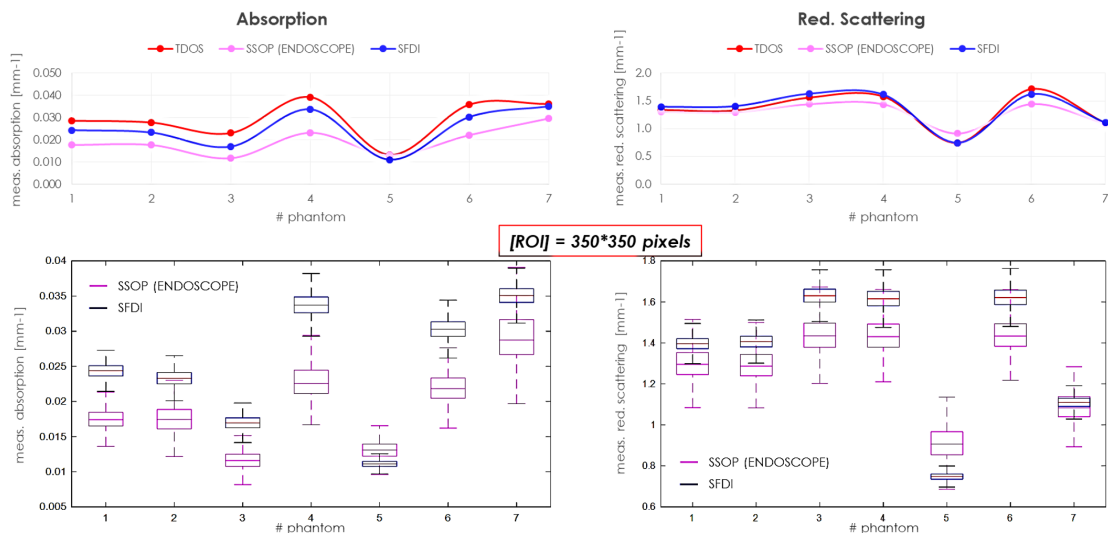 Absorption
TDOS SSOP (ENDOSCOPE) SFDI
meas. absorption [mm-1]
0.050
0.040
0.030
0.020
0.010
0.000
1 2 3 4 5 6 7
# phantom
Red. Scattering
TDOS SSOP (ENDOSCOPE) SFDI
meas.red. scattering [mm-1]
2.0
1.5
1.0
0.5
0.0
1 2 3 4 5 6 7
# phantom
[ROI] = 350*350 pixels
meas. absorption [mm-1]
0.04
0.035
0.03
0.025
0.02
0.015
0.01
0.005
SSOP (ENDOSCOPE)
SFDI
1 2 3 4 5 6 7
# phantom
meas. red. scattering [mm-1]
1.8
1.6
1.4
1.2
1
0.8
0.6
SSOP (ENDOSCOPE)
SFDI
1 2 3 4 5 6 7
# phantom